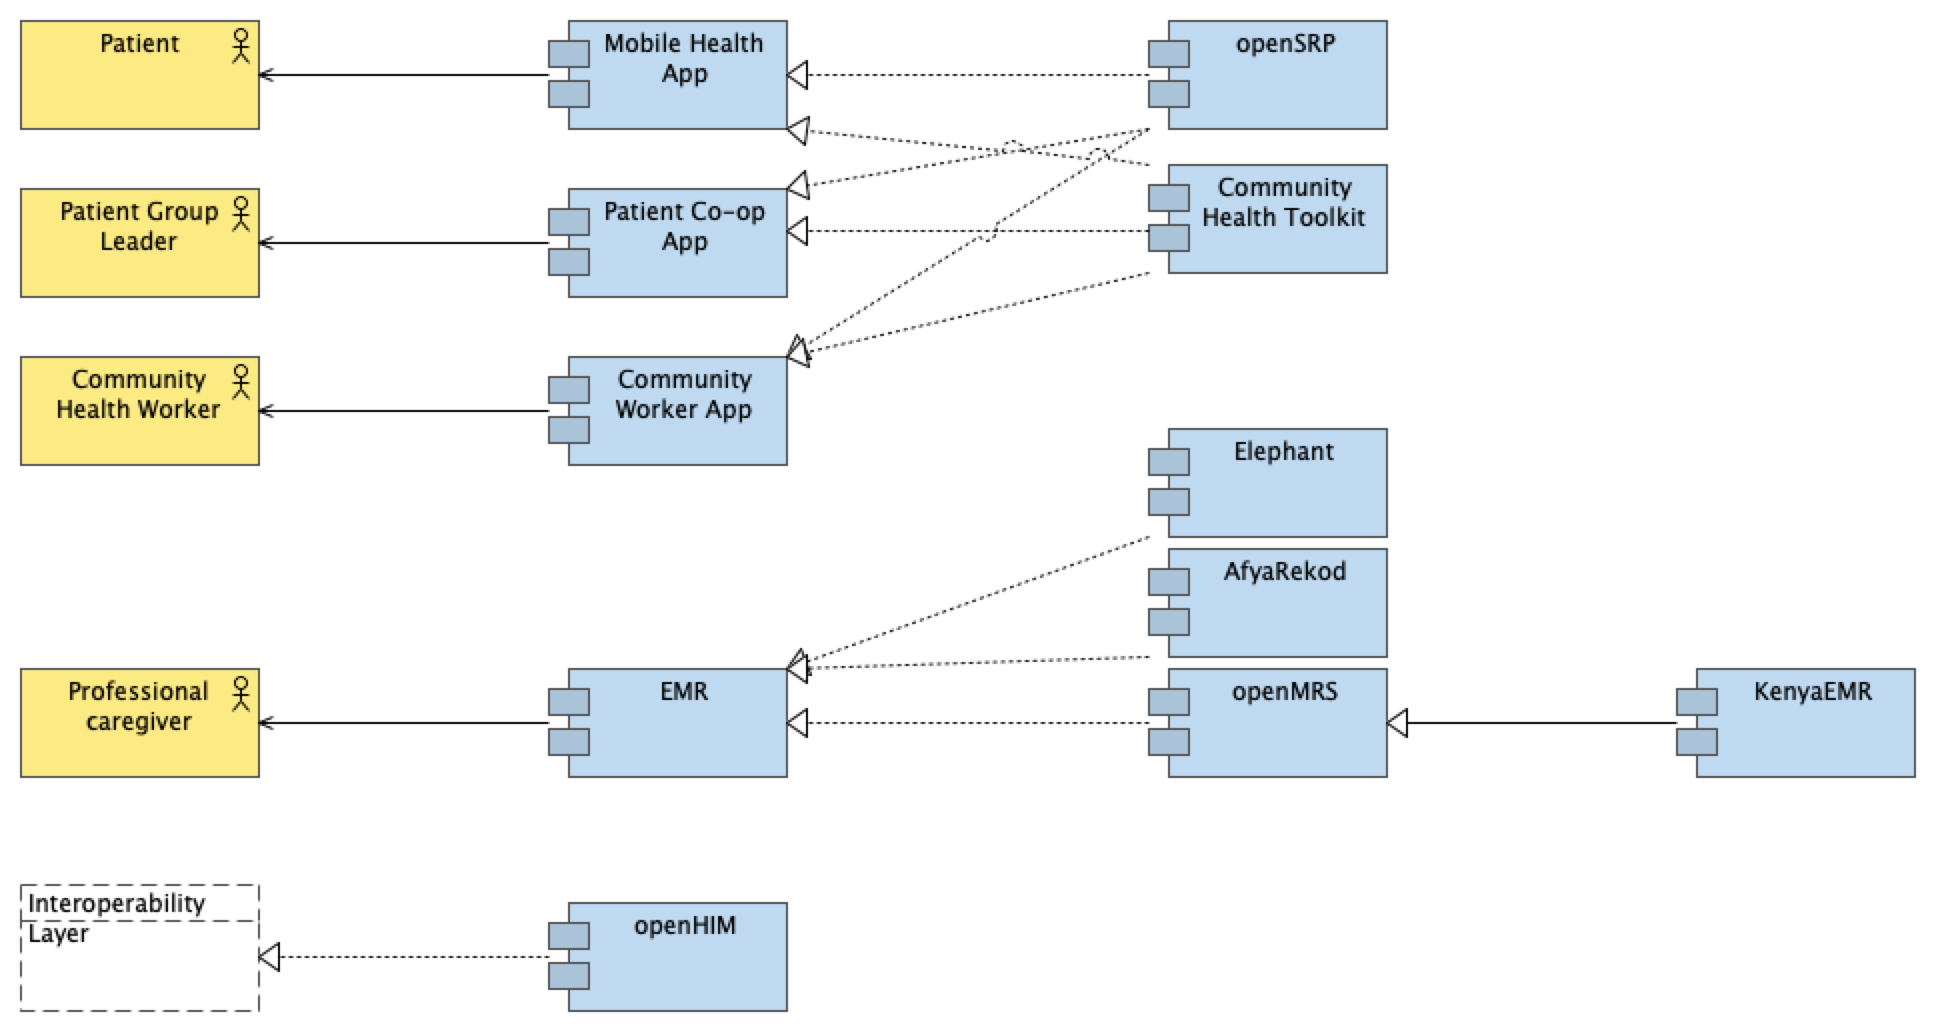 Patient
Mobile Health
App
openSRP
Patient Group
Leader
Patient Co-op
App
Community
Health Toolkit
Community
Health Worker
Community
Worker App
Elephant
AfyaRekod
Professional
caregiver
EMR
openMRS
KenyaEMR
Interoperability
Layer
openHIM